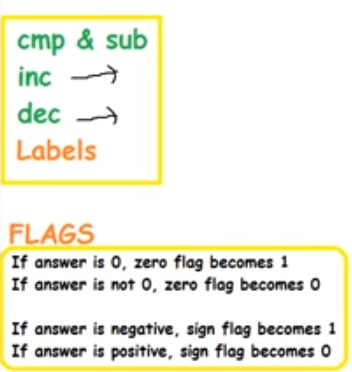 cmp & sub
inc
dec
Labels
FLAGS
If answer is 0, zero flag becomes 1
If answer is not 0, zero flag becomes 0
If answer is negative, sign flag becomes 1
If answer is positive, sign flag becomes 0